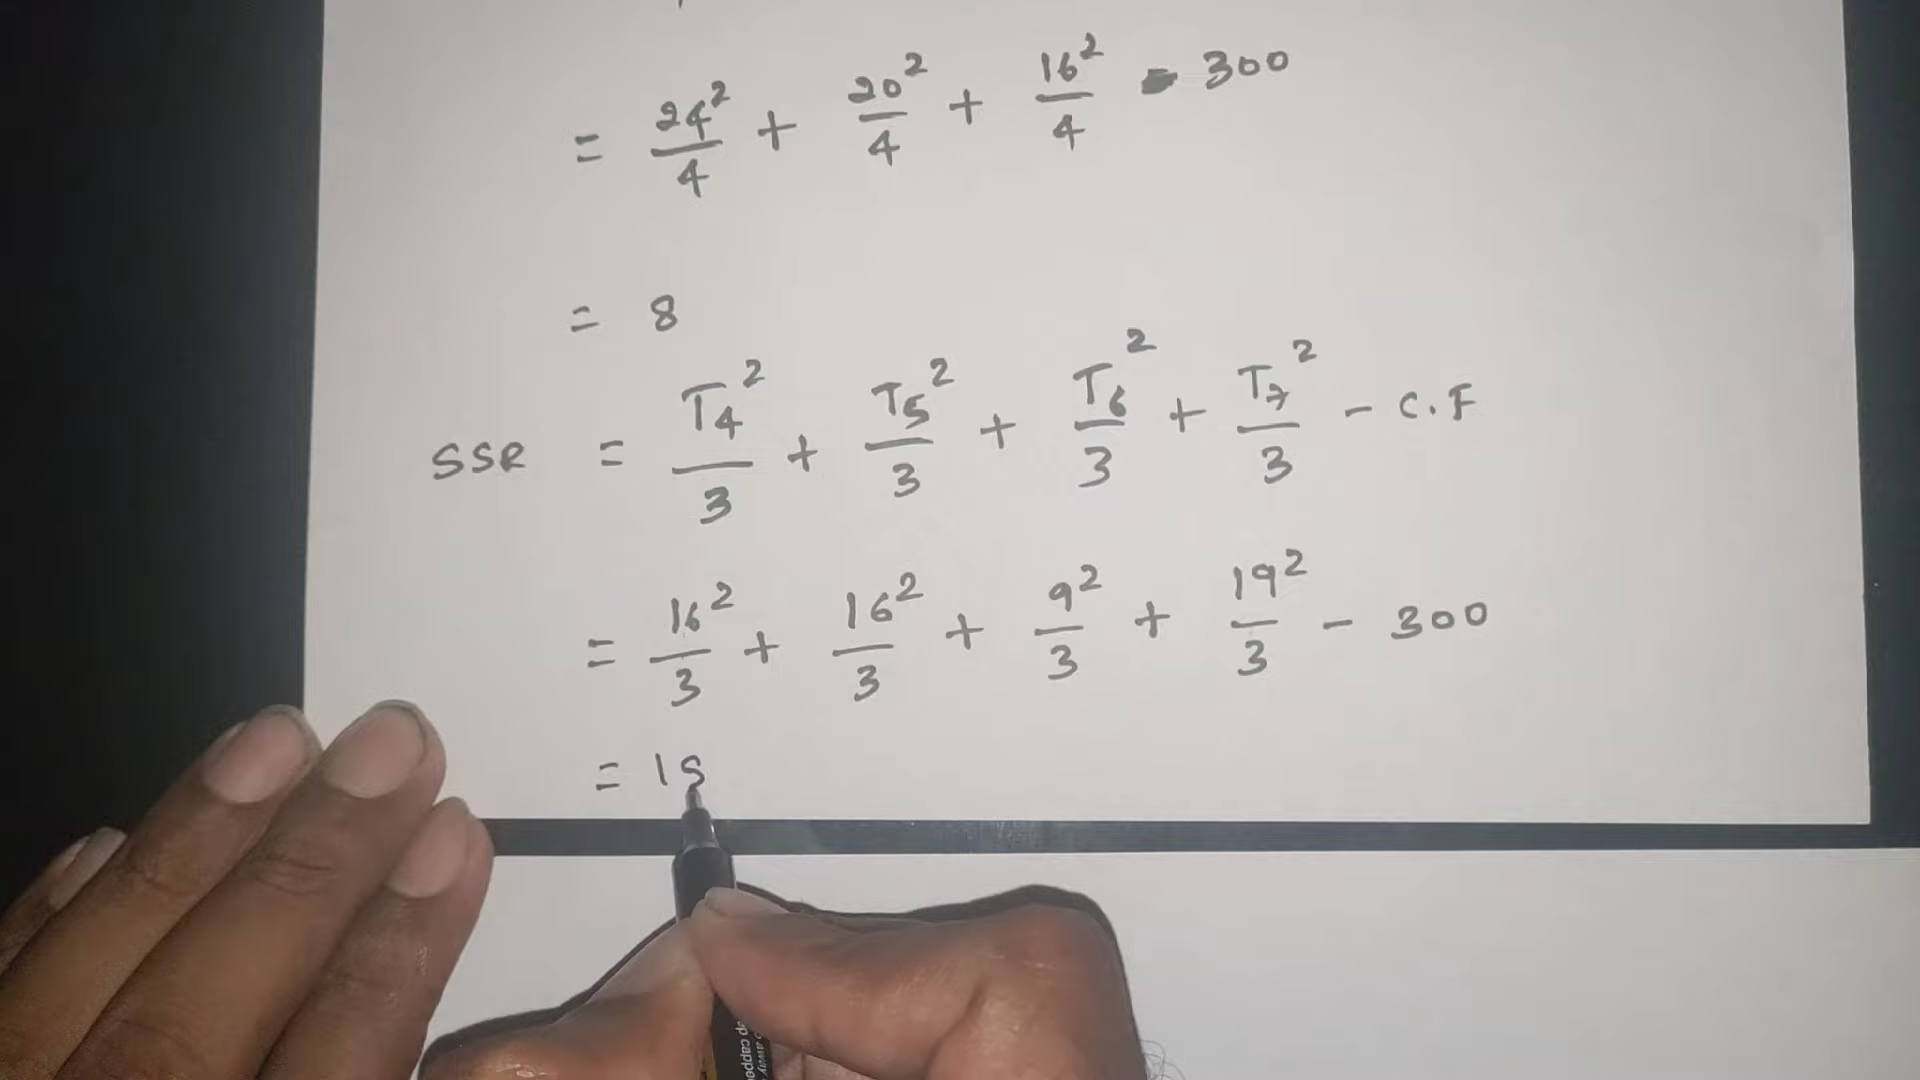 = 24²/4 + 20²/4 + 16²/4 - 300
= 8
SSR = T₄²/3 + T₅²/3 + T₆²/3 + T₇²/3 - C.F
= 16²/3 + 16²/3 + 9²/3 + 19²/3 - 300
= 18